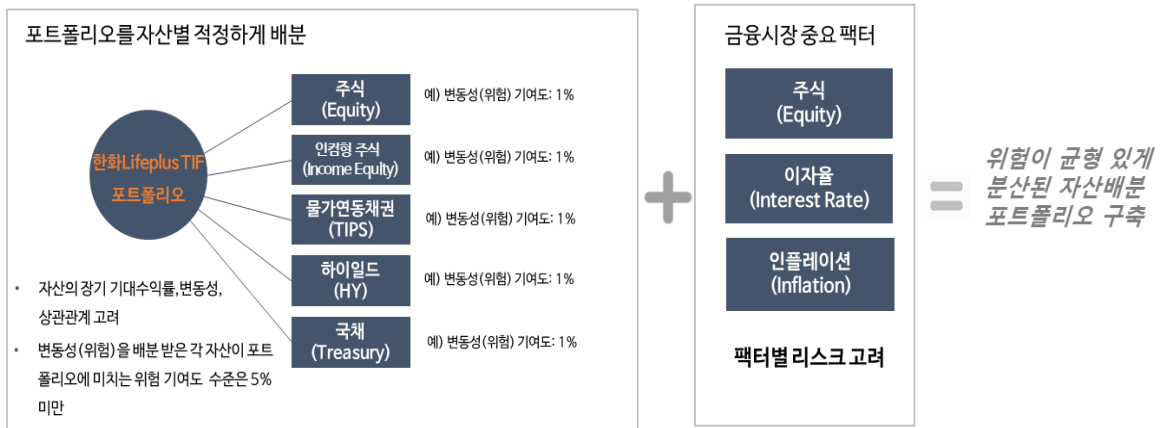 포트폴리오를 자산별 적정하게 배분
한화Lifeplus TIF
포트폴리오
주식
(Equity)
예) 변동성(위험) 기여도: 1%
인컴형 주식
(Income Equity)
예) 변동성(위험) 기여도: 1%
물가연동채권
(TIPS)
예) 변동성(위험) 기여도: 1%
하이일드
(HY)
예) 변동성(위험) 기여도: 1%
국채
(Treasury)
예) 변동성(위험) 기여도: 1%
• 자산의 장기 기대수익률,변동성,
상관관계 고려
• 변동성(위험)을 배분 받은 각 자산이 포트
폴리오에 미치는 위험 기여도 수준은 5%
미만
+
금융시장 중요 팩터
주식
(Equity)
이자율
(Interest Rate)
인플레이션
(Inflation)
팩터별 리스크 고려
=
위험이 균형 있게
분산된 자산배분
포트폴리오 구축